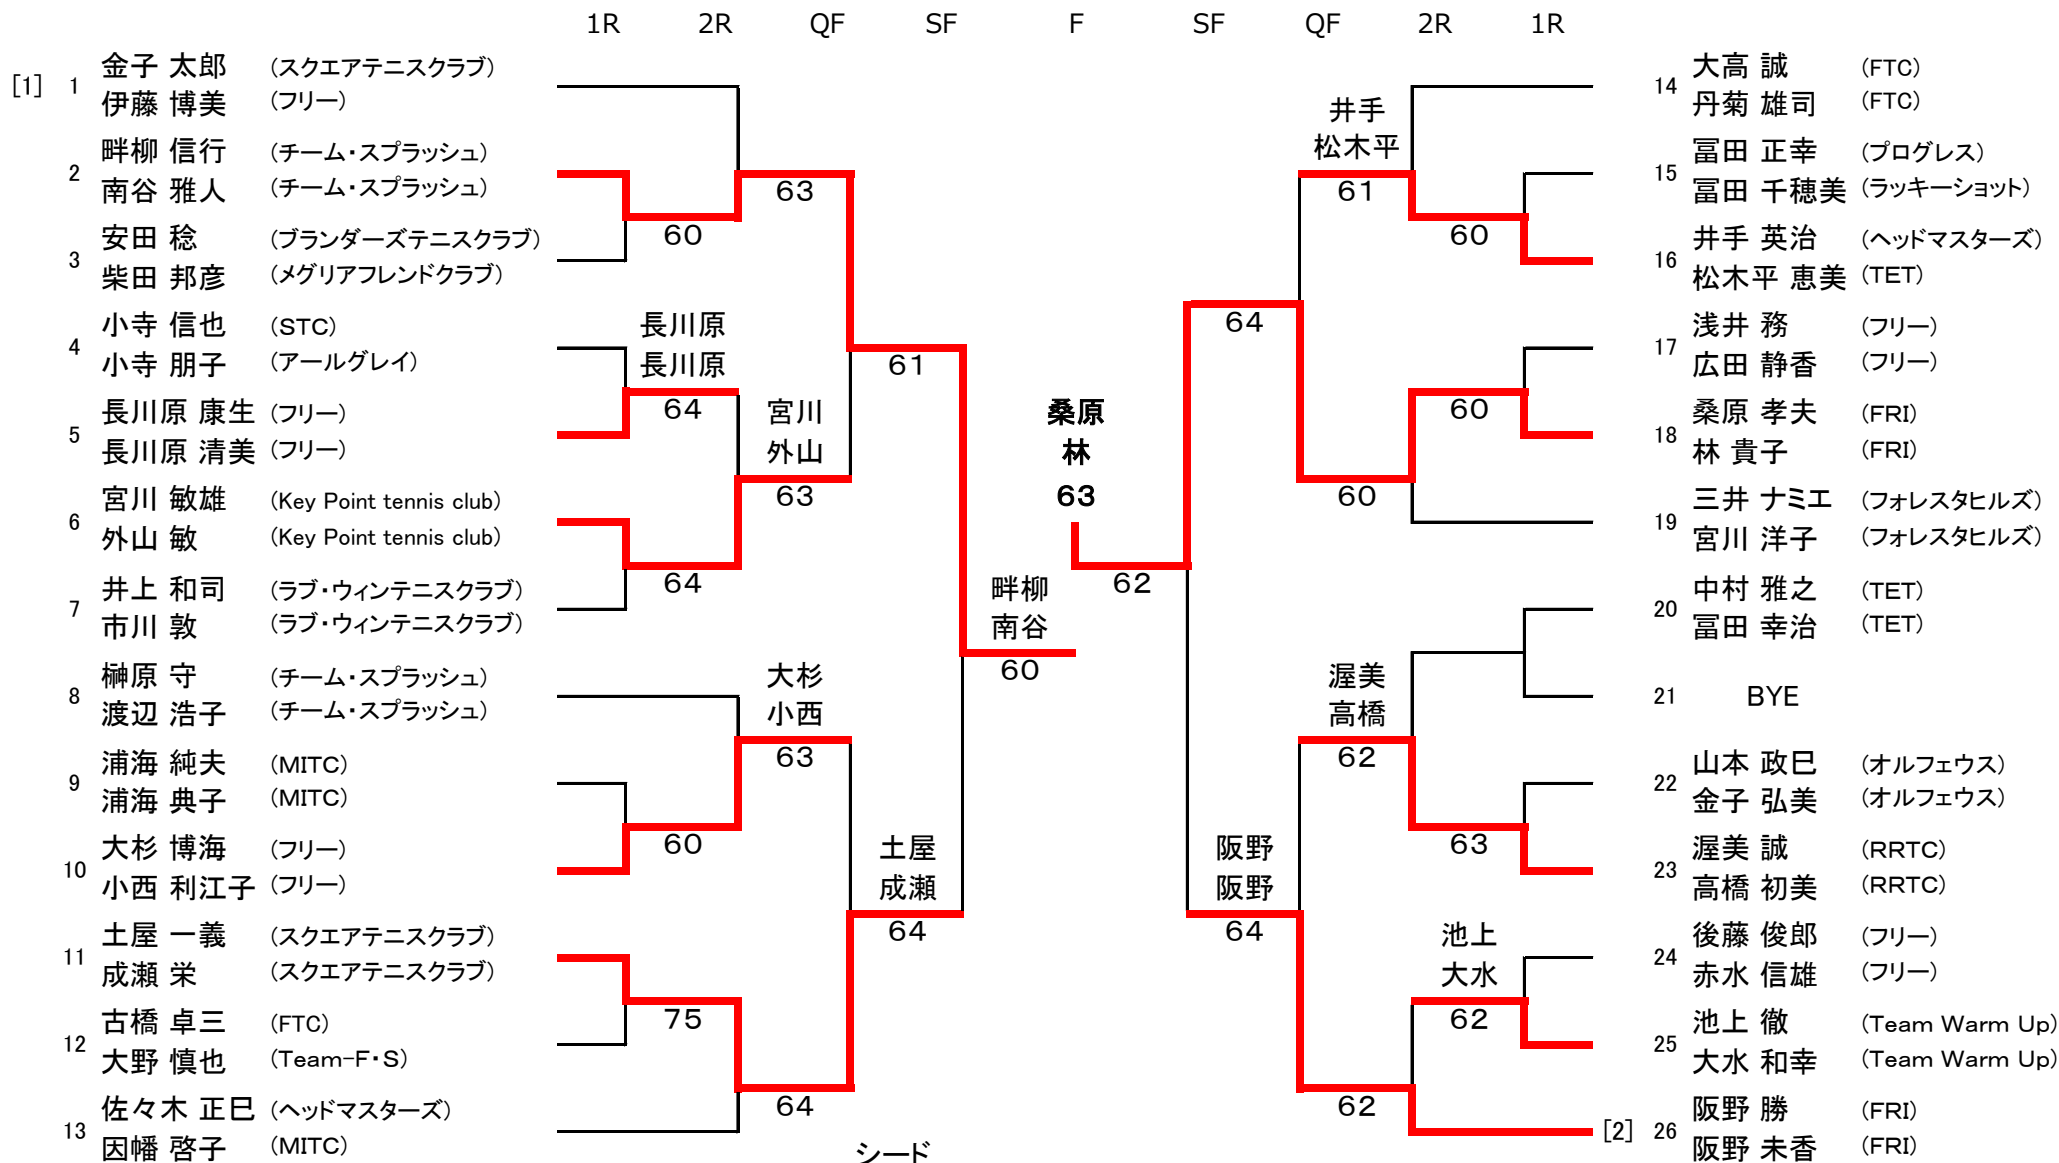 1R 2R QF SF F SF QF 2R 1R
[1] 1 金子 太郎 (スクエアテニスクラブ)
伊藤 博美 (フリー)
2 畔柳 信行 (チーム・スプラッシュ)
南谷 雅人 (チーム・スプラッシュ)
63
60
3 安田 稔 (ブランダーズテニスクラブ)
柴田 邦彦 (メグリアフレンドクラブ)
4 小寺 信也 (STC)
小寺 朋子 (アールグレイ)
長川原
長川原
64
61
5 長川原 康生 (フリー)
長川原 清美 (フリー)
宮川
外山
63
6 宮川 敏雄 (Key Point tennis club)
外山 敏 (Key Point tennis club)
64
7 井上 和司 (ラブ・ウィンテニスクラブ)
市川 敦 (ラブ・ウィンテニスクラブ)
畔柳
南谷
60
8 榊原 守 (チーム・スプラッシュ)
渡辺 浩子 (チーム・スプラッシュ)
大杉
小西
63
9 浦海 純夫 (MITC)
浦海 典子 (MITC)
60
10 大杉 博海 (フリー)
小西 利江子 (フリー)
土屋
成瀬
64
11 土屋 一義 (スクエアテニスクラブ)
成瀬 栄 (スクエアテニスクラブ)
75
12 古橋 卓三 (FTC)
大野 慎也 (Team-F・S)
64
13 佐々木 正巳 (ヘッドマスターズ)
因幡 啓子 (MITC)
シード
桑原
林
63
62
14 大高 誠 (FTC)
丹菊 雄司 (FTC)
井手
松木平
61
15 冨田 正幸 (プログレス)
冨田 千穂美 (ラッキーショット)
60
16 井手 英治 (ヘッドマスターズ)
松木平 恵美 (TET)
64
17 浅井 務 (フリー)
広田 静香 (フリー)
60
18 桑原 孝夫 (FRI)
林 貴子 (FRI)
60
19 三井 ナミエ (フォレスタヒルズ)
宮川 洋子 (フォレスタヒルズ)
20 中村 雅之 (TET)
冨田 幸治 (TET)
21 BYE
渥美
高橋
62
22 山本 政巳 (オルフェウス)
金子 弘美 (オルフェウス)
63
23 渥美 誠 (RRTC)
高橋 初美 (RRTC)
阪野
阪野
64
24 後藤 俊郎 (フリー)
赤水 信雄 (フリー)
池上
大水
62
25 池上 徹 (Team Warm Up)
大水 和幸 (Team Warm Up)
62
[2] 26 阪野 勝 (FRI)
阪野 未香 (FRI)